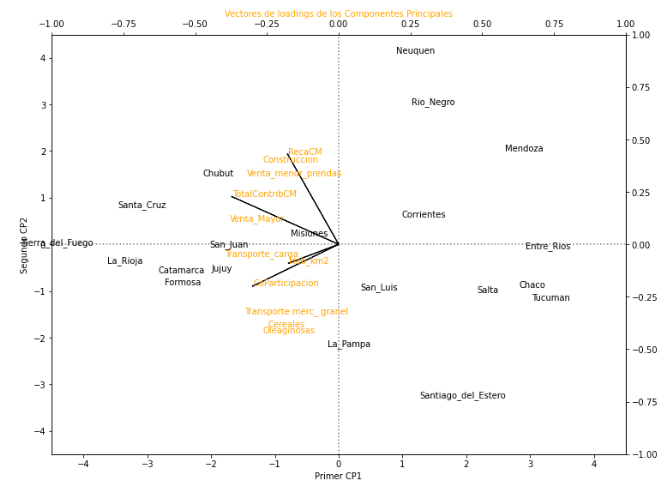 Vectores de loadings de los Componentes Principales
−1.00 −0.75 −0.50 −0.25 0.00 0.25 0.50 0.75 1.00
Neuquen
Rio_Negro
Mendoza
RecaCM
Construccion
Venta_menor_prendas
Chubut
TotalContribCM
Santa_Cruz
Venta_Mayor
Corrientes
Misiones
San_Juan
Entre_Rios
Transporte_carga
La_Rioja
Jujuy
Catamarca
Formosa
CoParticipacion
San_Luis
Salta
Chaco
Tucuman
Transporte merc_ granel
Cereales
Oleaginosas
La_Pampa
Santiago_del_Estero
4
3
2
1
0
−1
−2
−3
−4
Segundo CP2
1.00
0.75
0.50
0.25
0.00
−0.25
−0.50
−0.75
−1.00
−4 −3 −2 −1 0 1 2 3 4
Primer CP1